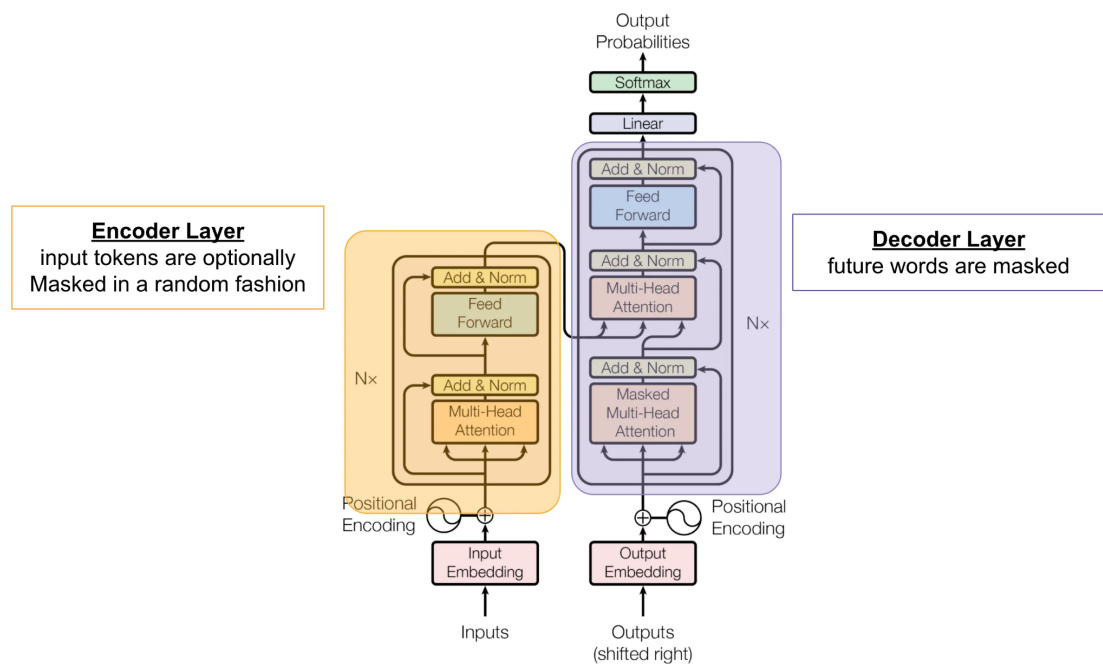 Output
Probabilities
Softmax
Linear
Add & Norm
Feed
Forward
Add & Norm
Multi-Head
Attention
Add & Norm
Masked
Multi-Head
Attention
N×
Decoder Layer
future words are masked
Encoder Layer
input tokens are optionally
Masked in a random fashion
Add & Norm
Feed
Forward
Add & Norm
Multi-Head
Attention
N×
Positional
Encoding
Input
Embedding
Inputs
Positional
Encoding
Output
Embedding
Outputs
(shifted right)